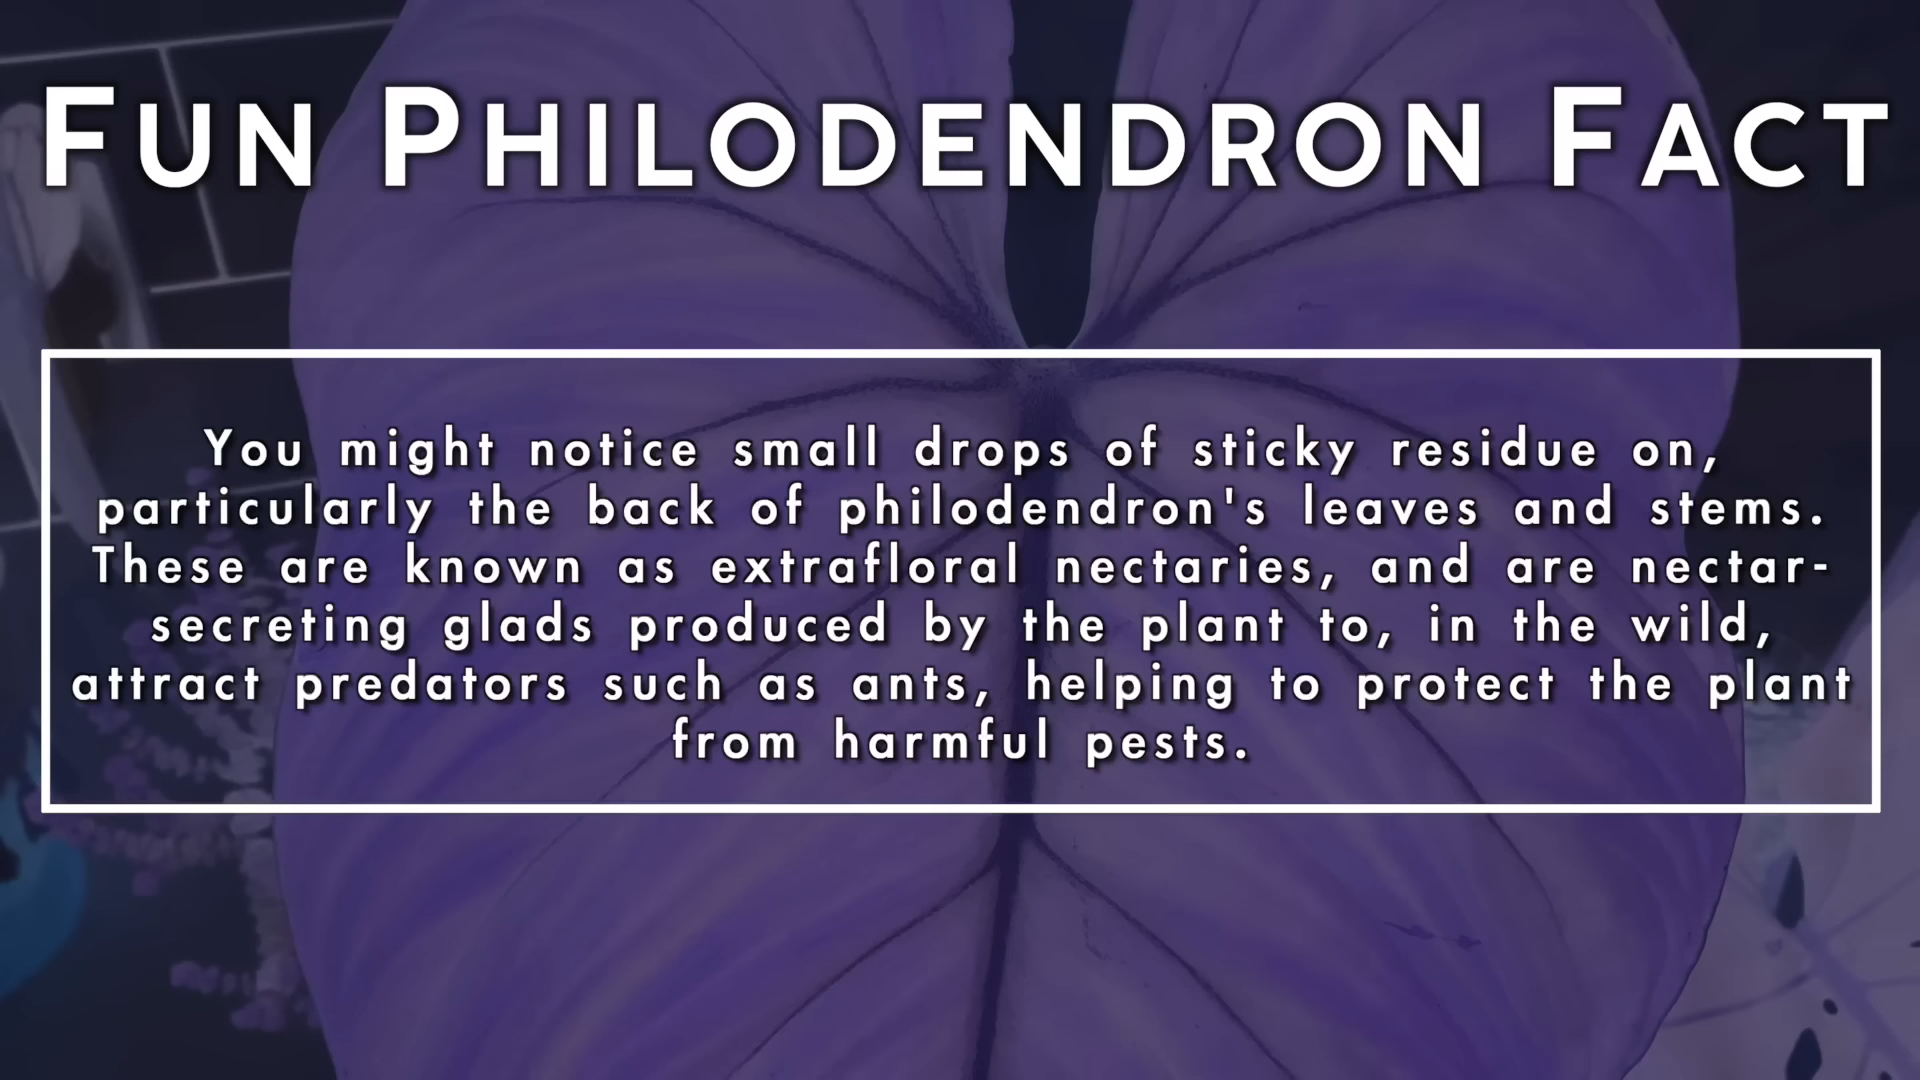 Fun Philodendron Fact
You might notice small drops of sticky residue on,
particularly the back of philodendron's leaves and stems.
These are known as extrafloral nectaries, and are nectar-
secreting glads produced by the plant to, in the wild,
attract predators such as ants, helping to protect the plant
from harmful pests.